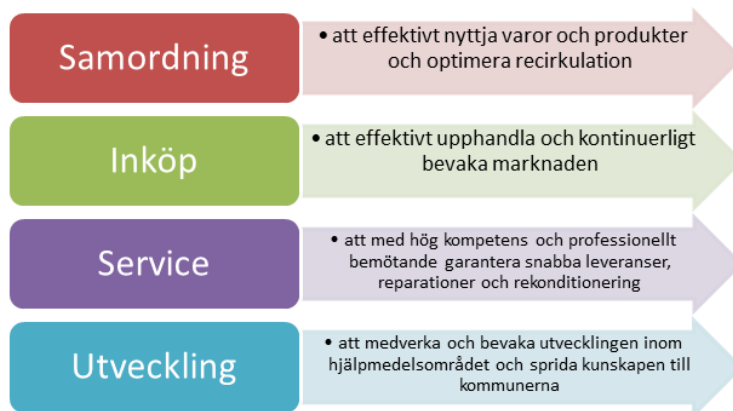 Samordning
• att effektivt nyttja varor och produkter
och optimera recirkulation
Inköp
• att effektivt upphandla och kontinuerligt
bevaka marknaden
Service
• att med hög kompetens och professionellt
bemötande garantera snabba leveranser,
reparationer och rekonditionering
Utveckling
• att medverka och bevaka utvecklingen inom
hjälpmedelsområdet och sprida kunskapen till
kommunerna